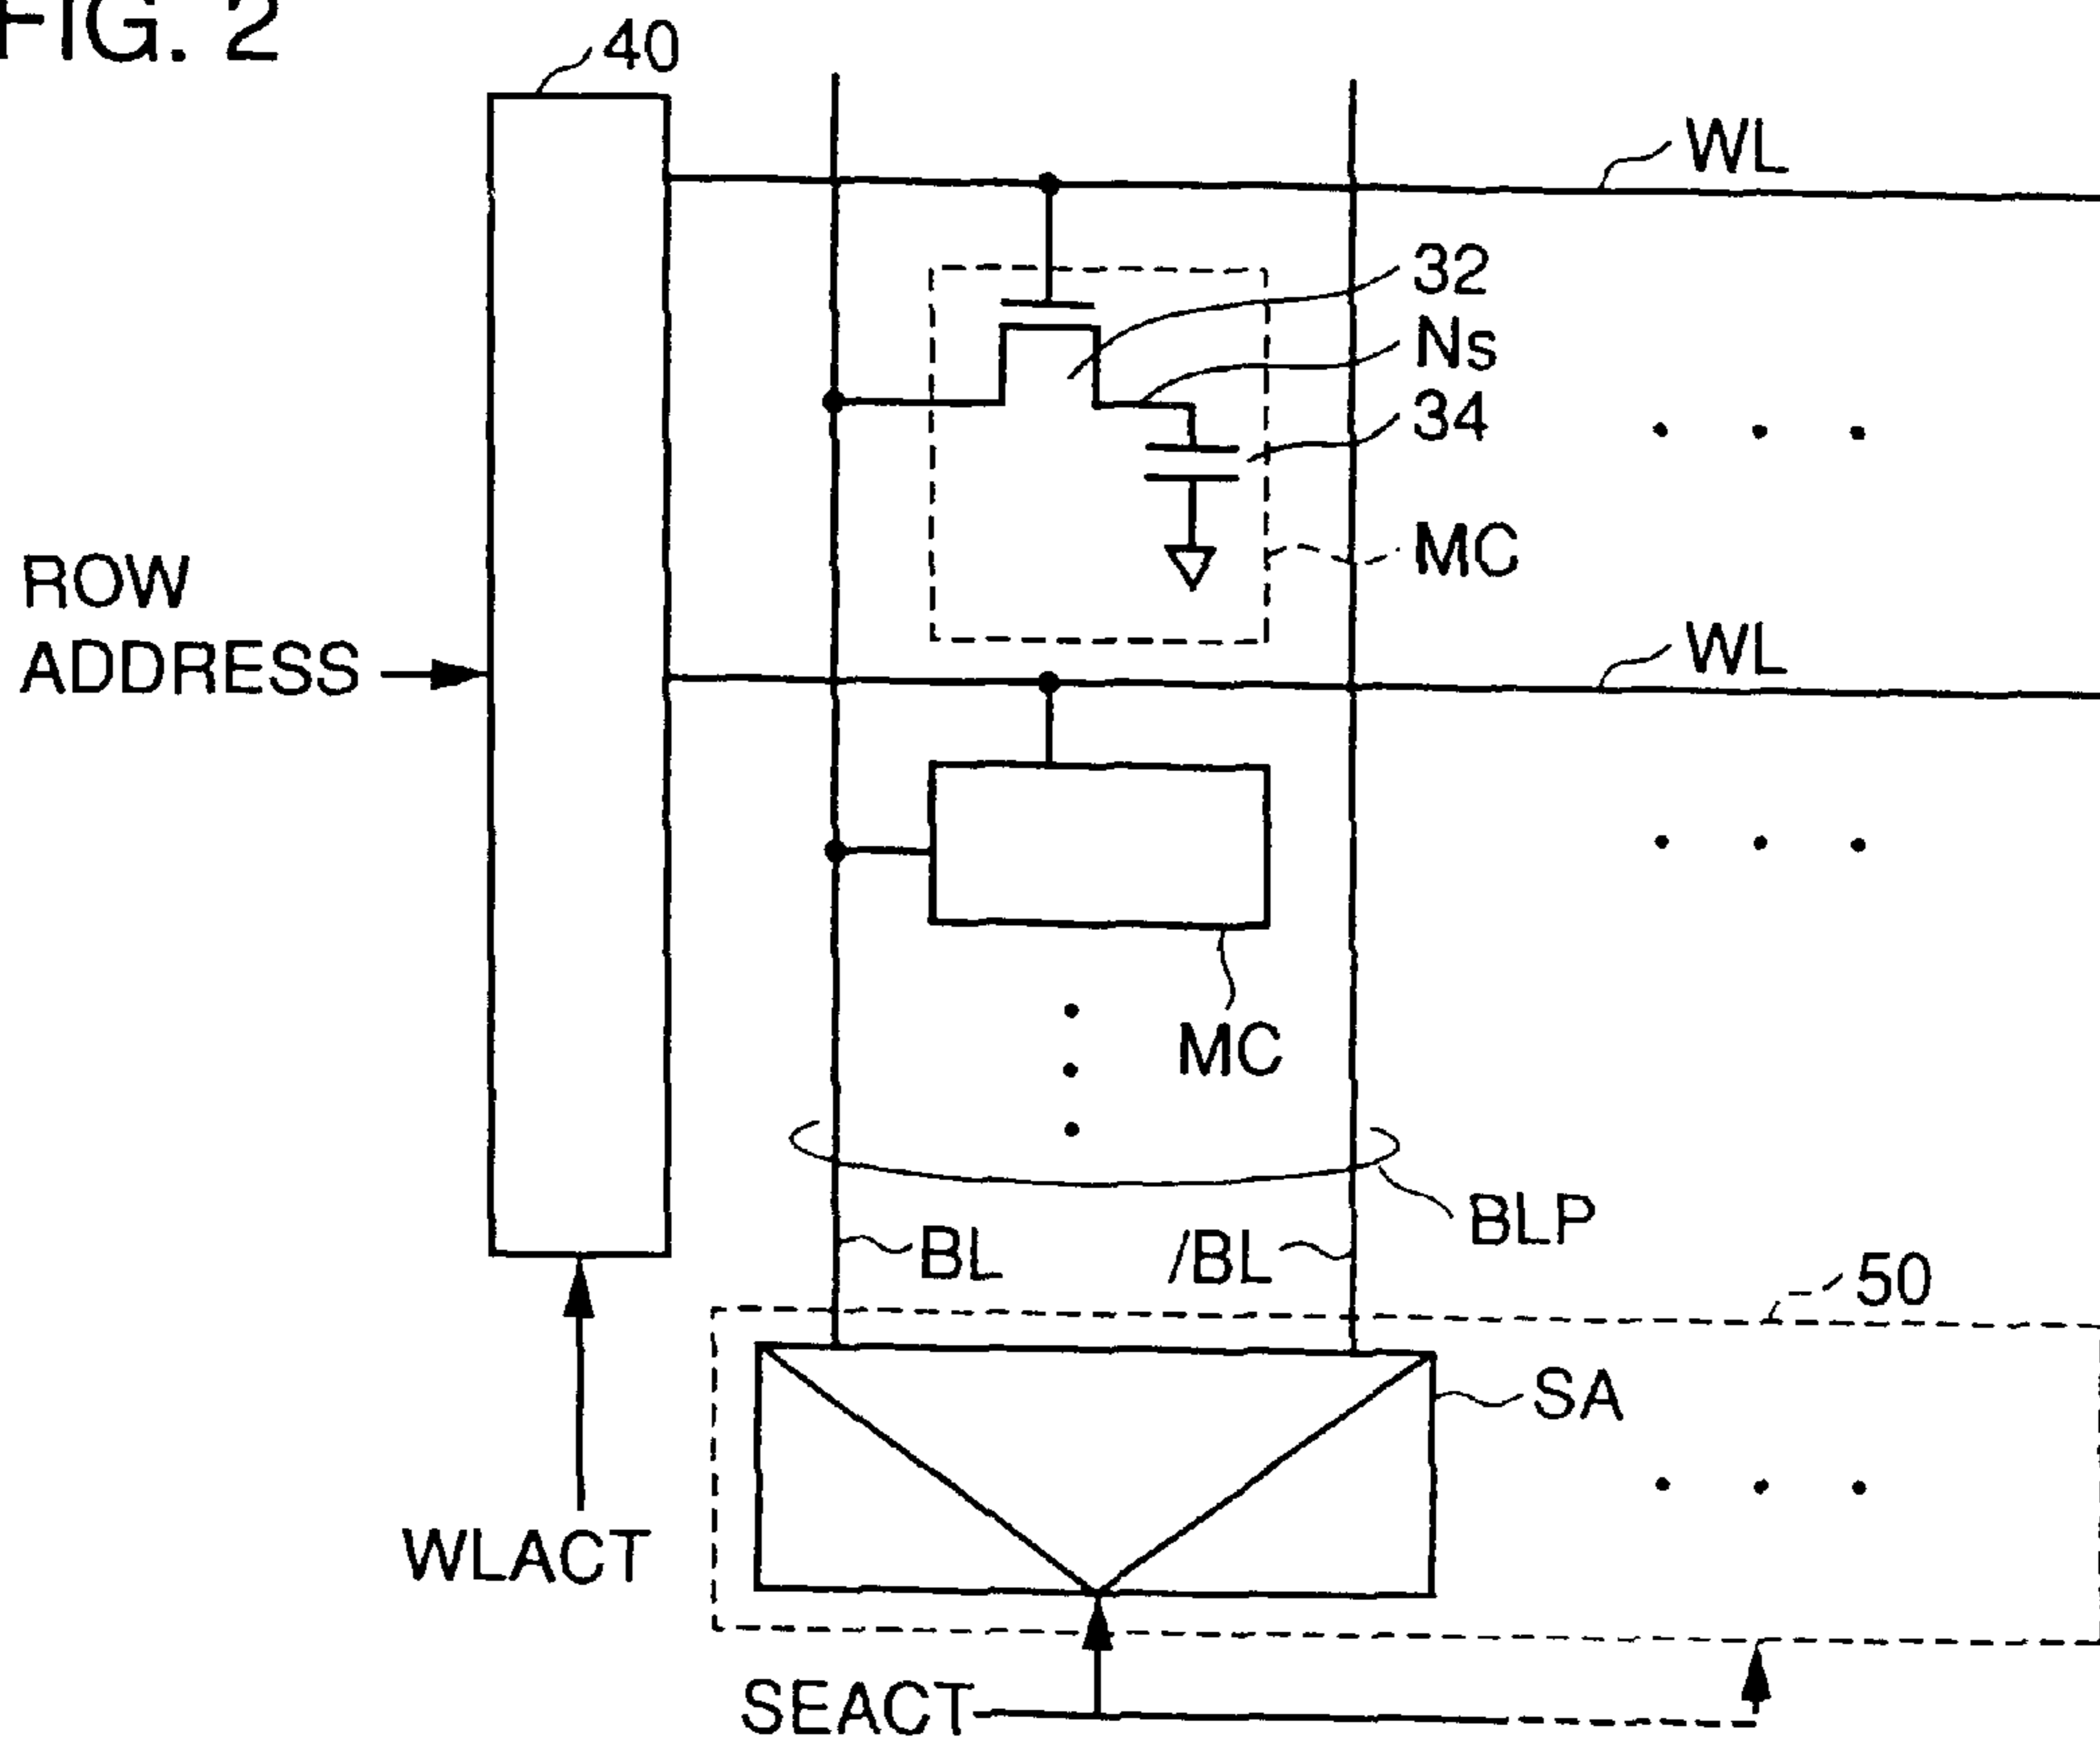 FIG. 2
40
WL
32
Ns
34
MC
ROW
ADDRESS
WL
MC
BLP
BL
/BL
50
SA
WLACT
SEACT